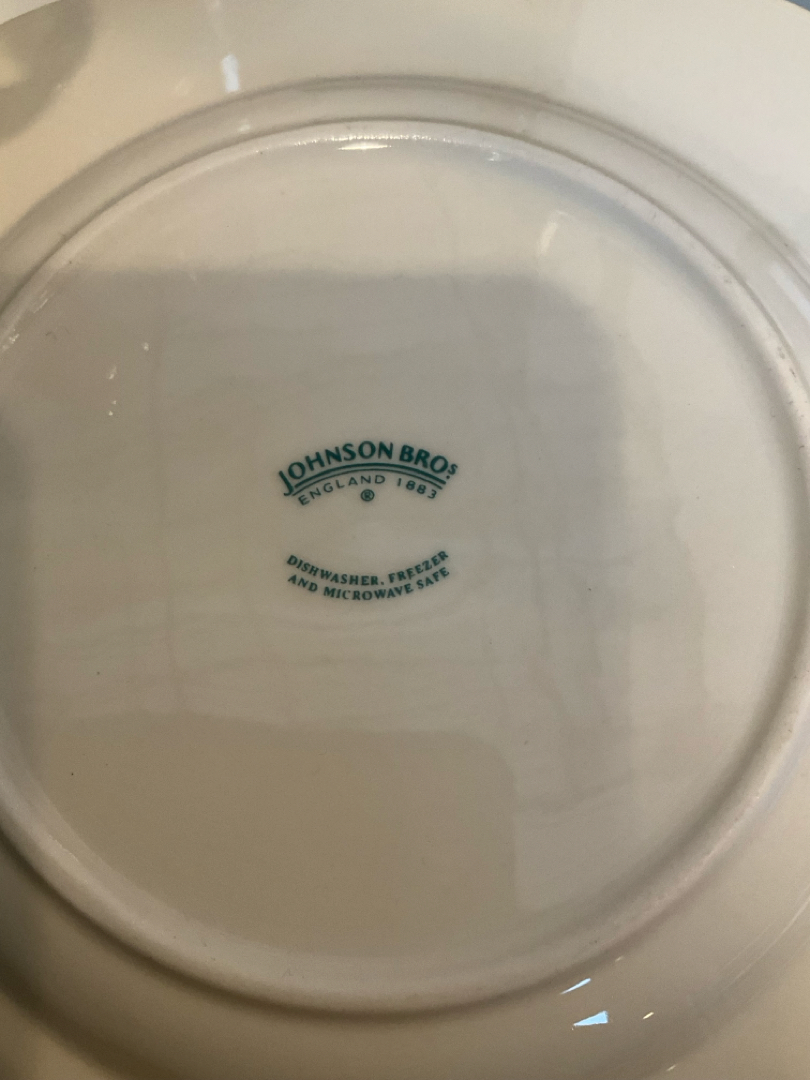 JOHNSON BROS
ENGLAND 1883
®
DISHWASHER, FREEZER
AND MICROWAVE SAFE